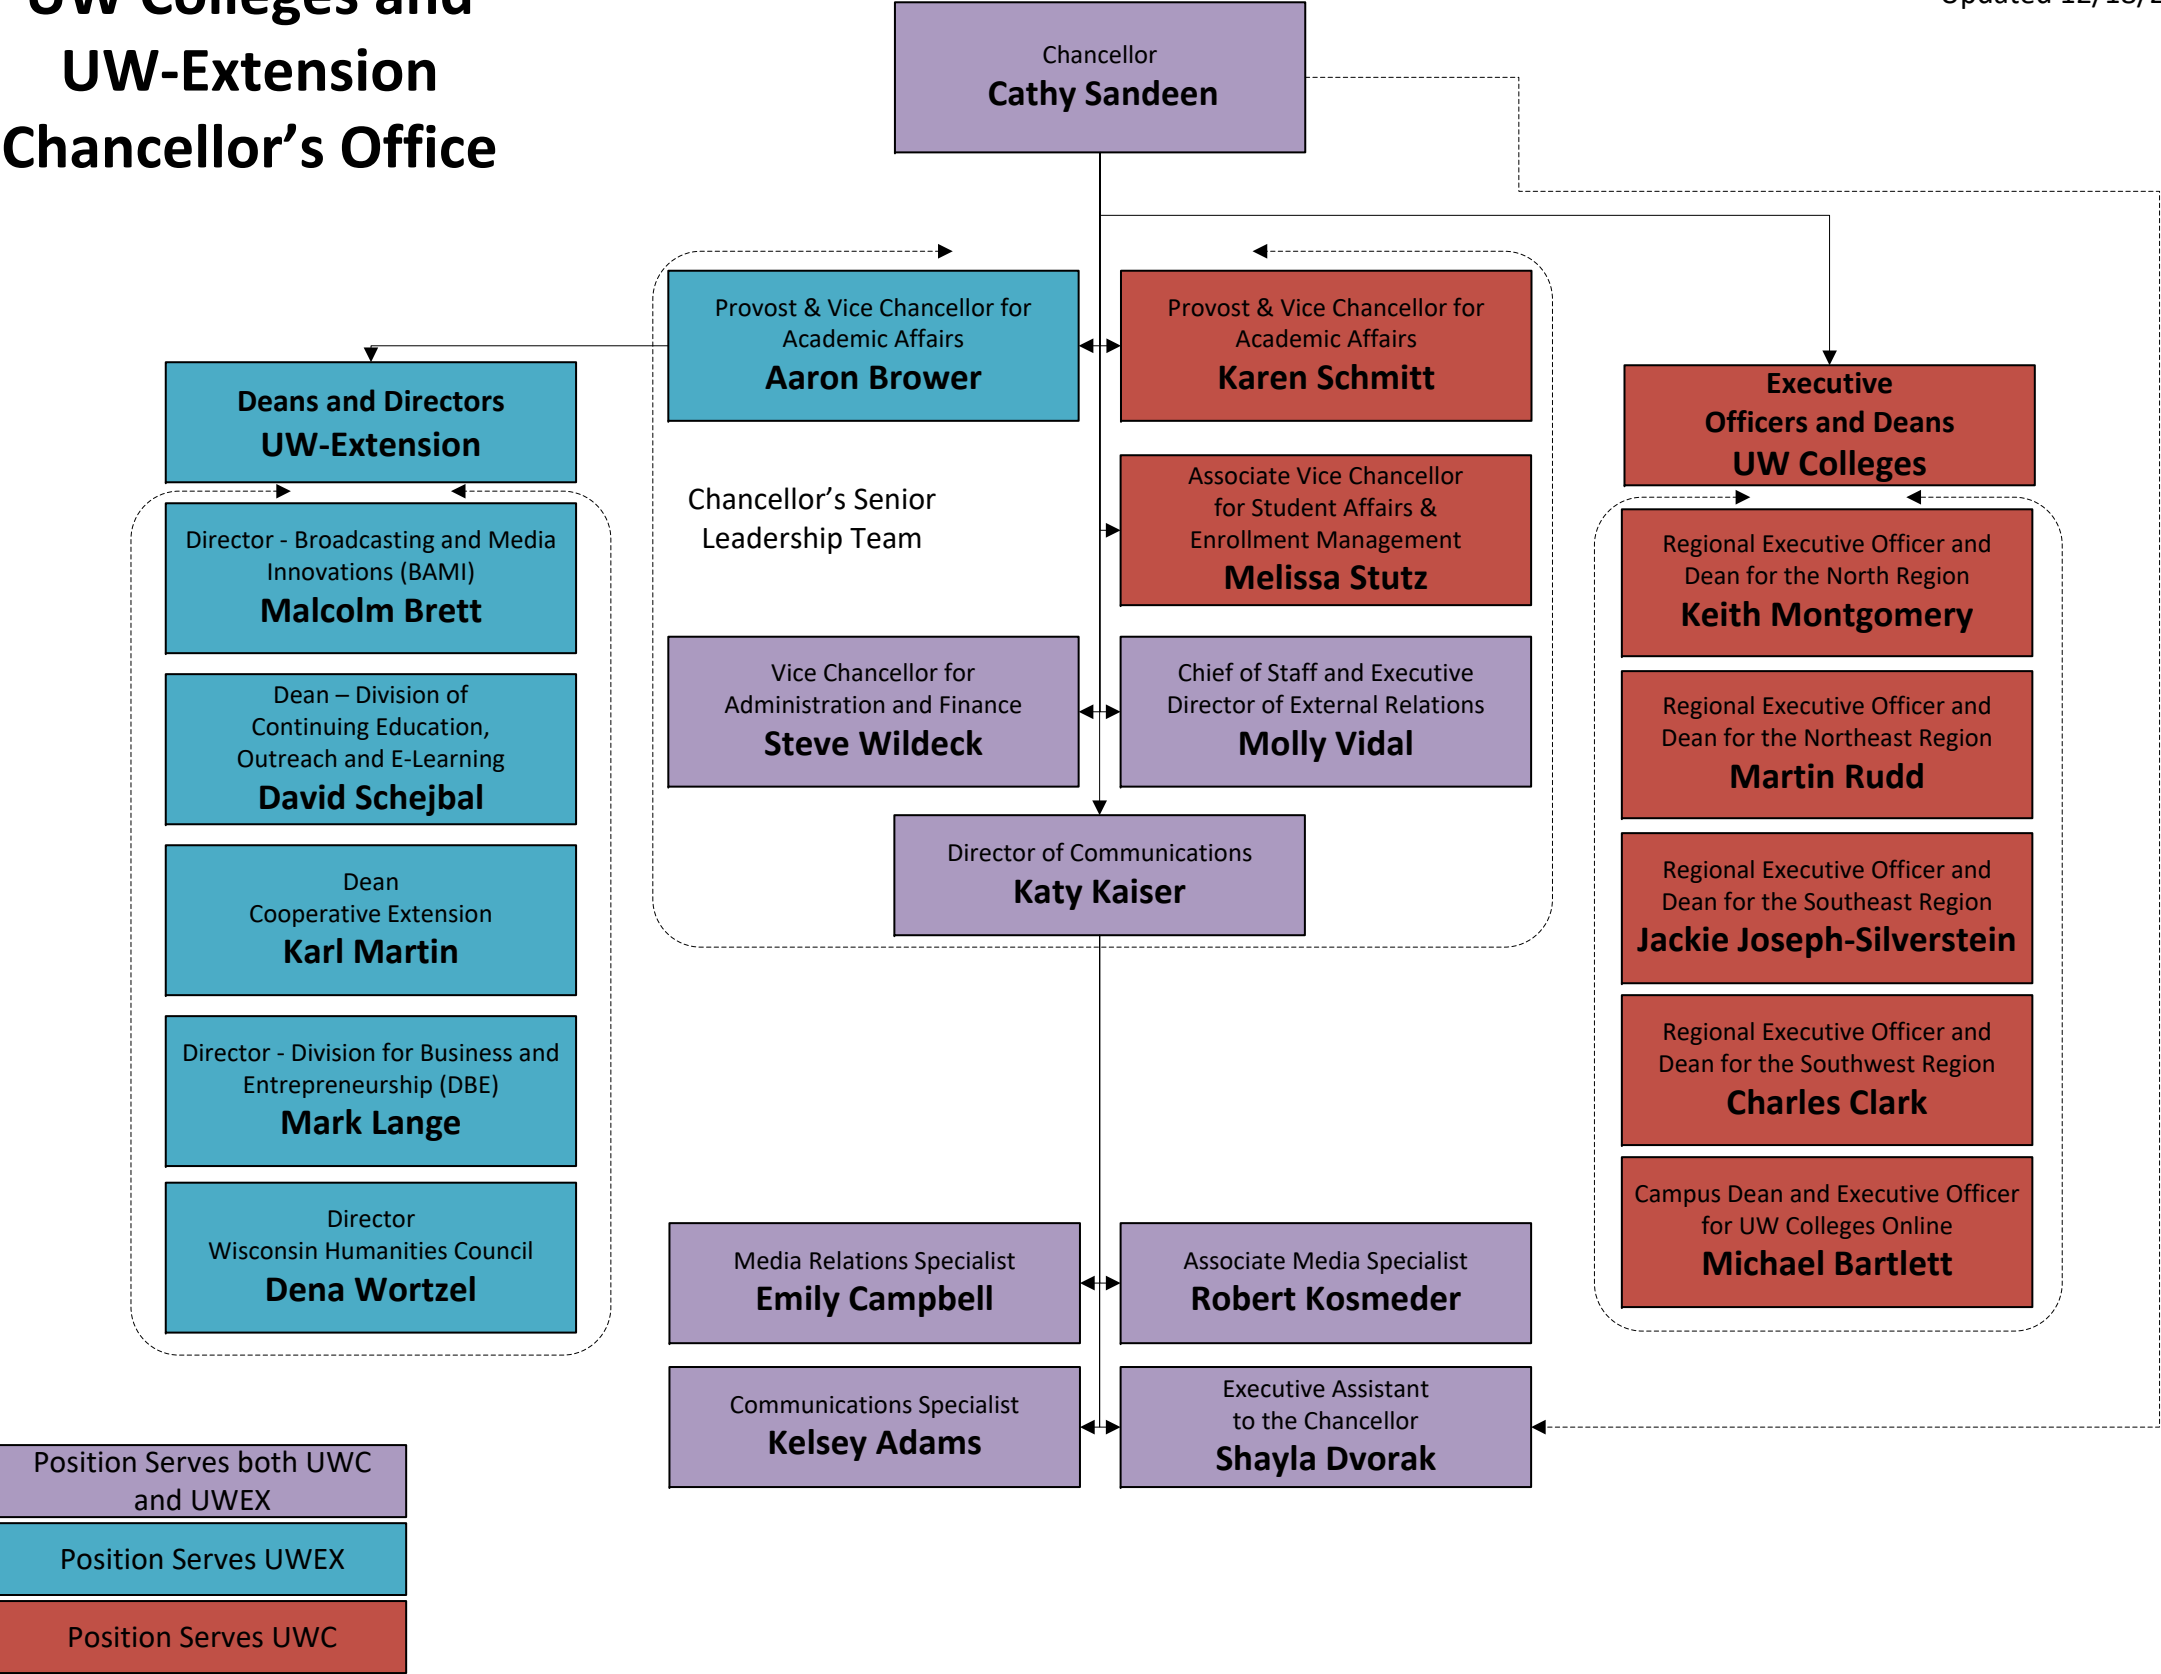 UW Colleges and
UW-Extension
Chancellor's Office
Updated 12/18/2
Chancellor
Cathy Sandeen
Provost & Vice Chancellor for
Academic Affairs
Aaron Brower
Provost & Vice Chancellor for
Academic Affairs
Karen Schmitt
Deans and Directors
UW-Extension
Executive
Officers and Deans
UW Colleges
Chancellor's Senior
Leadership Team
Associate Vice Chancellor
for Student Affairs &
Enrollment Management
Melissa Stutz
Director - Broadcasting and Media
Innovations (BAMI)
Malcolm Brett
Regional Executive Officer and
Dean for the North Region
Keith Montgomery
Dean – Division of
Continuing Education,
Outreach and E-Learning
David Schejbal
Vice Chancellor for
Administration and Finance
Steve Wildeck
Chief of Staff and Executive
Director of External Relations
Molly Vidal
Regional Executive Officer and
Dean for the Northeast Region
Martin Rudd
Dean
Cooperative Extension
Karl Martin
Director of Communications
Katy Kaiser
Regional Executive Officer and
Dean for the Southeast Region
Jackie Joseph-Silverstein
Director - Division for Business and
Entrepreneurship (DBE)
Mark Lange
Regional Executive Officer and
Dean for the Southwest Region
Charles Clark
Director
Wisconsin Humanities Council
Dena Wortzel
Media Relations Specialist
Emily Campbell
Associate Media Specialist
Robert Kosmeder
Campus Dean and Executive Officer
for UW Colleges Online
Michael Bartlett
Communications Specialist
Kelsey Adams
Executive Assistant
to the Chancellor
Shayla Dvorak
Position Serves both UWC
and UWEX
Position Serves UWEX
Position Serves UWC